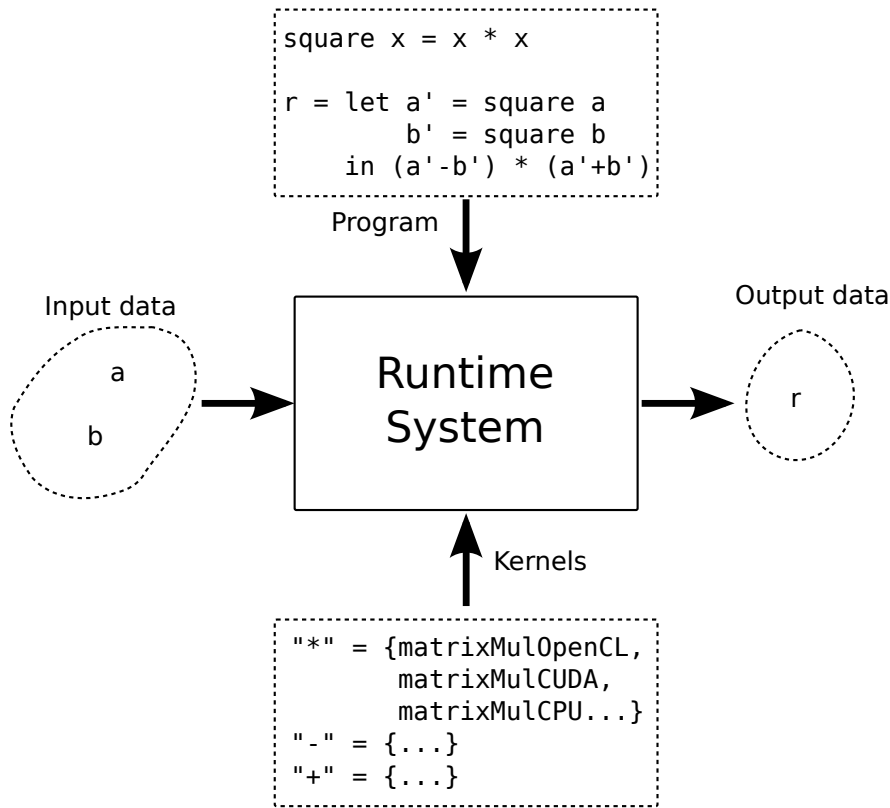 square x = x * x
r = let a' = square a
        b' = square b
    in (a'-b') * (a'+b')
Program
Input data
a
b
Runtime
System
Output data
r
Kernels
"*" = {matrixMulOpenCL,
       matrixMulCUDA,
       matrixMulCPU...}
"-" = {...}
"+" = {...}